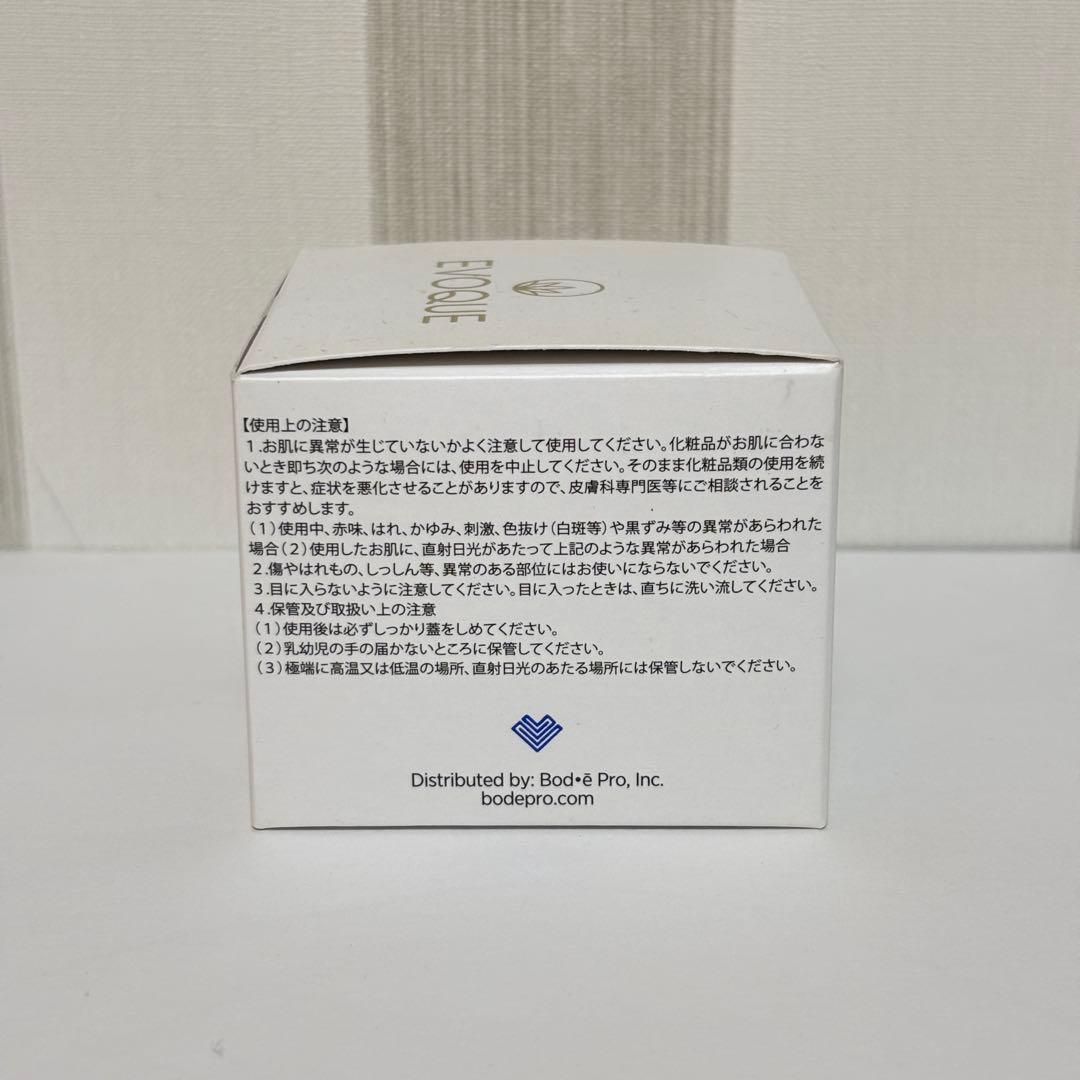 EVOQUE
【使用上の注意】
1.お肌に異常が生じていないかよく注意して使用してください。化粧品がお肌に合わな
いとき即ち次のような場合には、使用を中止してください。そのまま化粧品類の使用を続
けますと、症状を悪化させることがありますので、皮膚科専門医等にご相談されることを
おすすめします。
(1)使用中、赤味、はれ、かゆみ、刺激、色抜け(白斑等)や黒ずみ等の異常があらわれた
場合(2)使用したお肌に、直射日光があたって上記のような異常があらわれた場合
2.傷やはれもの、しっしん等、異常のある部位にはお使いにならないでください。
3.目に入らないように注意してください。目に入ったときは、直ちに洗い流してください。
4.保管及び取扱い上の注意
(1)使用後は必ずしっかり蓋をしめてください。
(2)乳幼児の手の届かないところに保管してください。
(3)極端に高温又は低温の場所、直射日光のあたる場所には保管しないでください。
Distributed by: Bod•ē Pro, Inc.
bodepro.com